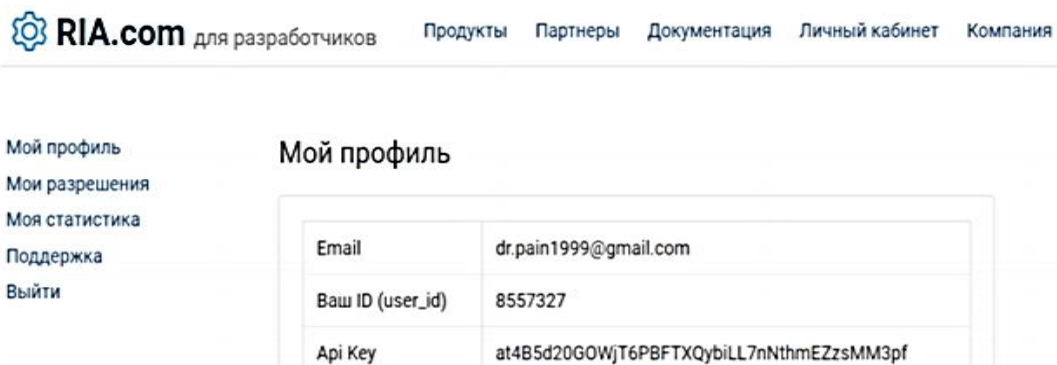 RIA.com для разработчиков Продукты Партнеры Документация Личный кабинет Компания
Мой профиль
Мои разрешения
Моя статистика
Поддержка
Выйти
Мой профиль
Email dr.pain1999@gmail.com
Ваш ID (user_id) 8557327
Api Key at4B5d20GOWjT6PBFTXQybiLL7nNthmEZzsMM3pf